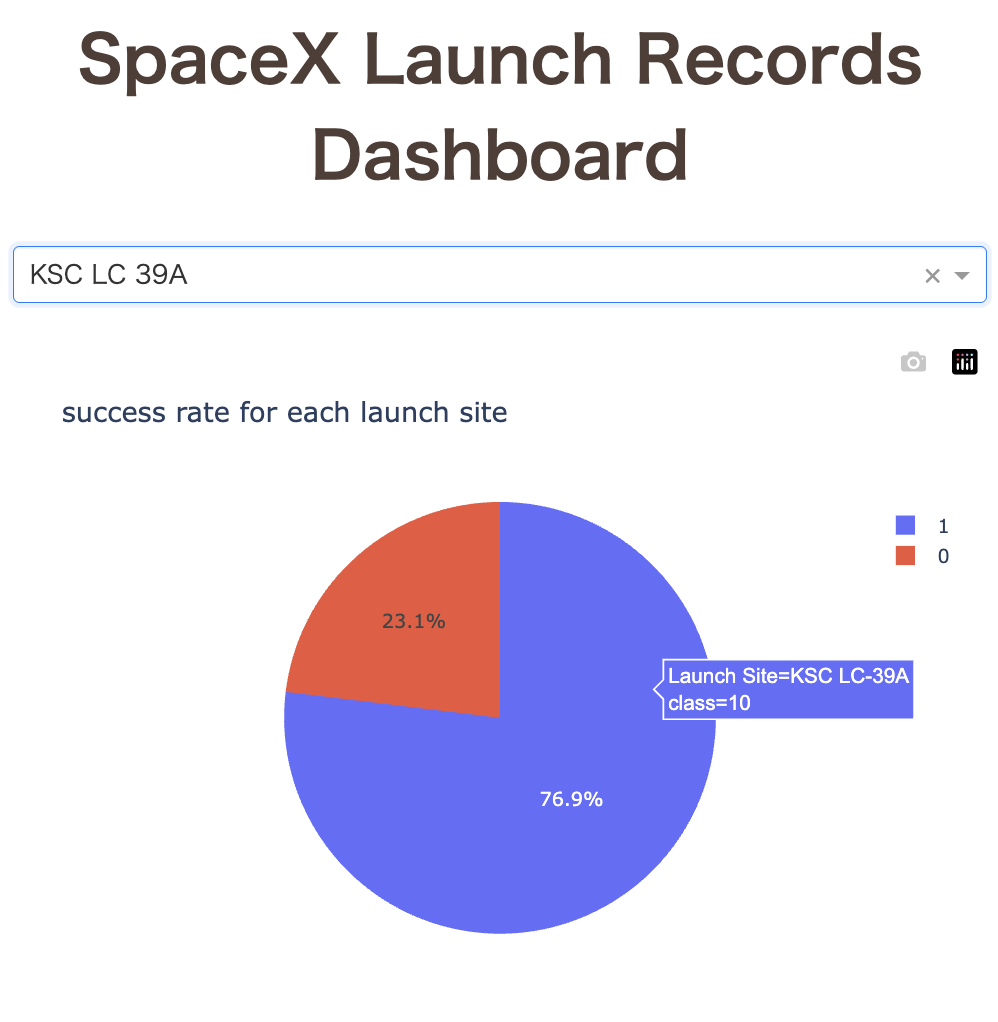 SpaceX Launch Records
Dashboard
KSC LC 39A
success rate for each launch site
1
0
23.1%
Launch Site=KSC LC-39A
class=10
76.9%